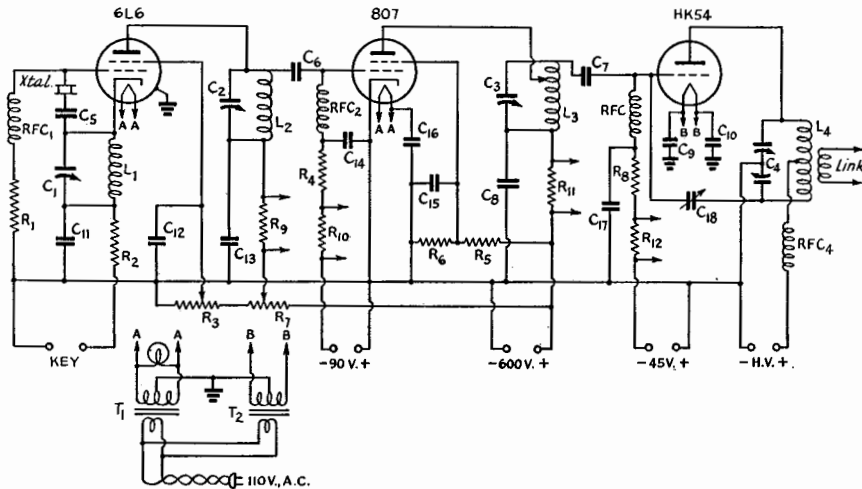 6L6 807 HK54
Xtal. C5 C2 L2 C6 RFC2 C3 L3 C7 RFC L4
RFC1 A A A A C16 B B C9 C10 C4 Link
C1 L1 C14 C8 R11 R8 C18
R1 C11 R2 C12 C13 R9 R4 R10 C15 R6 R5 C17 R12 RFC4
R3 R7
KEY -90V.+ -600V.+ -45V.+ -H.V.+
A A B B
T1 T2
110V., A.C.